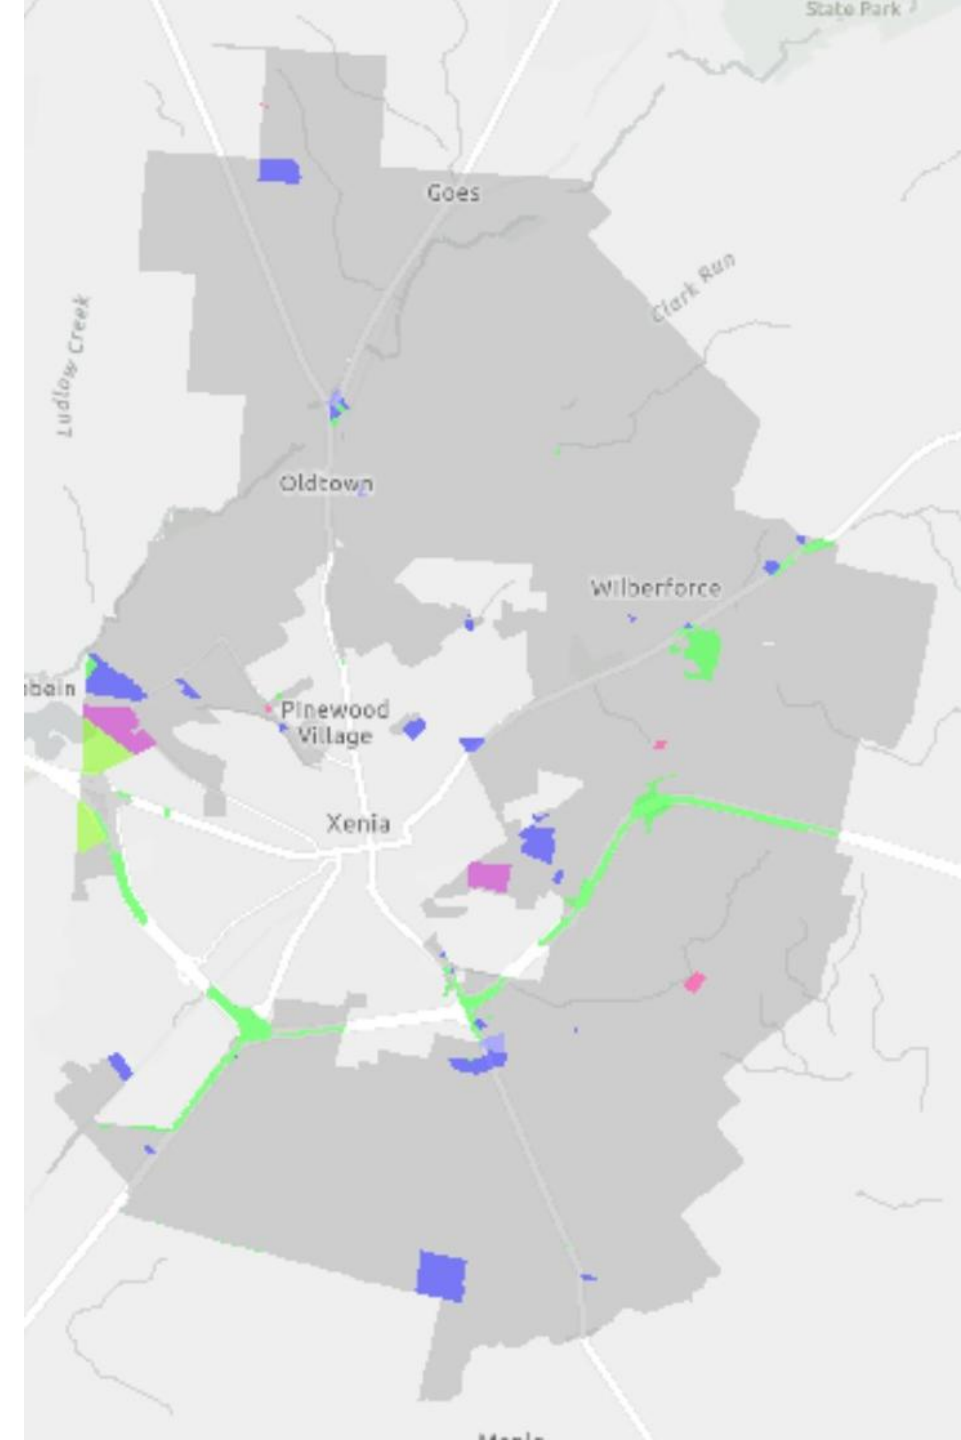 State Park
Goes
Clark Run
Ludlow Creek
Oldtown
Wilberforce
Pinewood
Village
Xenia